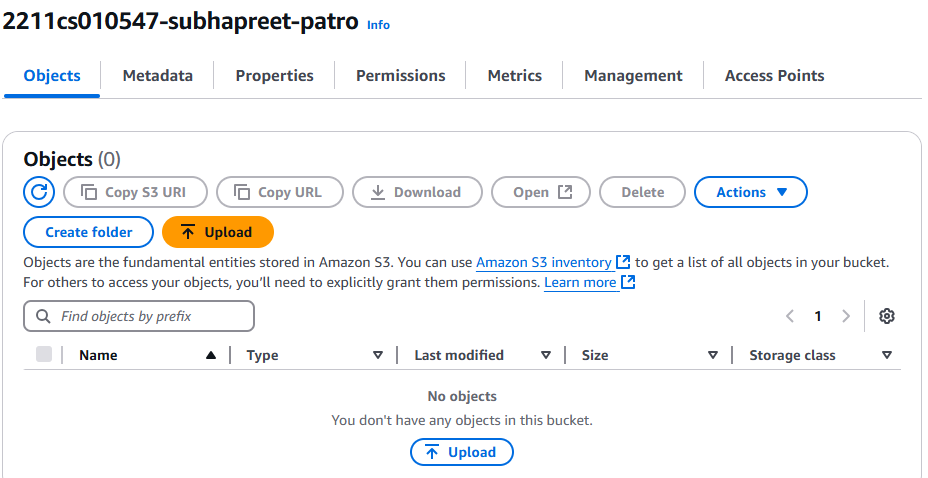 2211cs010547-subhapreet-patro Info
Objects Metadata Properties Permissions Metrics Management Access Points
Objects (0)
Copy S3 URI Copy URL Download Open Delete Actions
Create folder Upload
Objects are the fundamental entities stored in Amazon S3. You can use Amazon S3 inventory to get a list of all objects in your bucket.
For others to access your objects, you’ll need to explicitly grant them permissions. Learn more
Find objects by prefix 1
Name Type Last modified Size Storage class
No objects
You don't have any objects in this bucket.
Upload